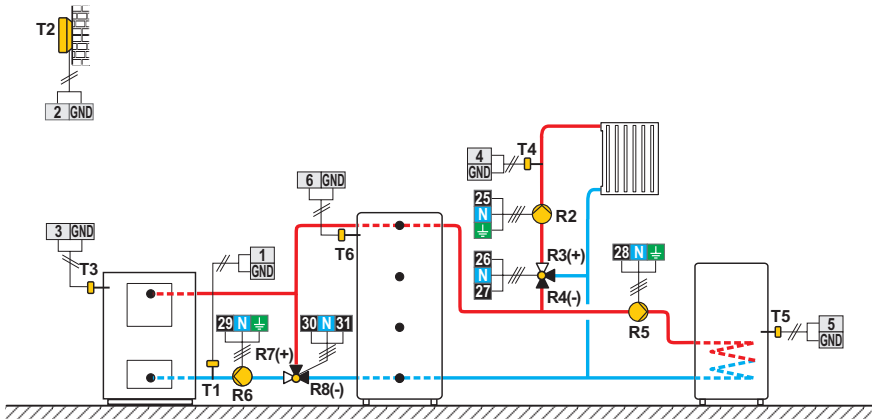 T2
2 GND
4 GND
T4
6 GND
25 N
R2
3 GND
1 GND
T3
T6
26 N 27
R3(+)
R4(-)
28 N
29 N
30 N 31
R5
T5
5 GND
R7(+)
T1
R6
R8(-)